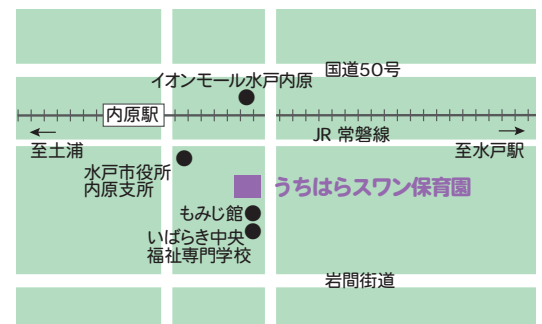 国道50号
イオンモール水戸内原
内原駅
JR 常磐線
至土浦
至水戸駅
水戸市役所
内原支所
うちはらスワン保育園
もみじ館
いばらき中央
福祉専門学校
岩間街道